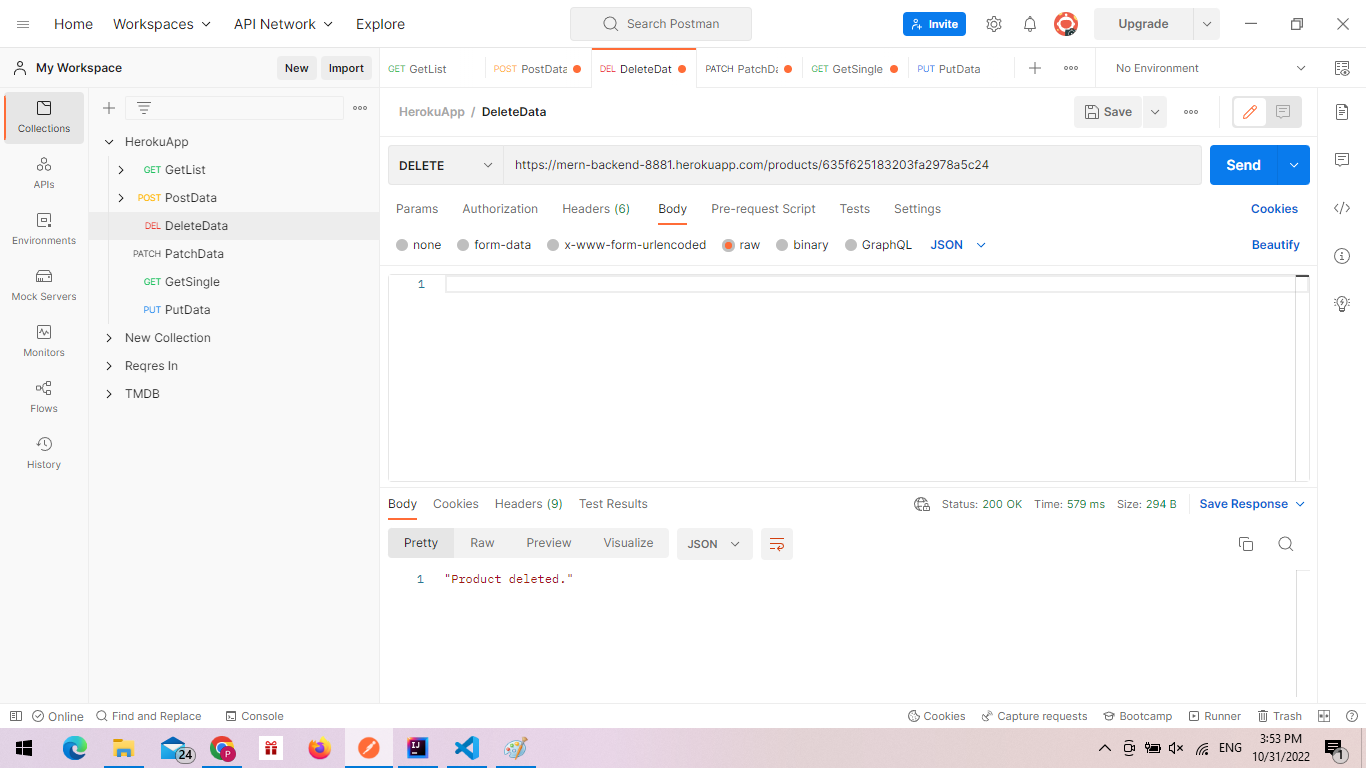 Home Workspaces API Network Explore Search Postman Invite Upgrade
My Workspace New Import GET GetList POST PostData DEL DeleteDat PATCH PatchDa GET GetSingle PUT PutData No Environment
Collections
APIs
Environments
Mock Servers
Monitors
Flows
History
HerokuApp
GET GetList
POST PostData
DEL DeleteData
PATCH PatchData
GET GetSingle
PUT PutData
New Collection
Reqres In
TMDB
HerokuApp / DeleteData Save
DELETE https://mern-backend-8881.herokuapp.com/products/635f625183203fa2978a5c24 Send
Params Authorization Headers (6) Body Pre-request Script Tests Settings Cookies
none form-data x-www-form-urlencoded raw binary GraphQL JSON Beautify
1
Body Cookies Headers (9) Test Results Status: 200 OK Time: 579 ms Size: 294 B Save Response
Pretty Raw Preview Visualize JSON
1 "Product deleted."
Online Find and Replace Console Cookies Capture requests Bootcamp Runner Trash
24 P IJ ENG 3:53 PM
10/31/2022 1